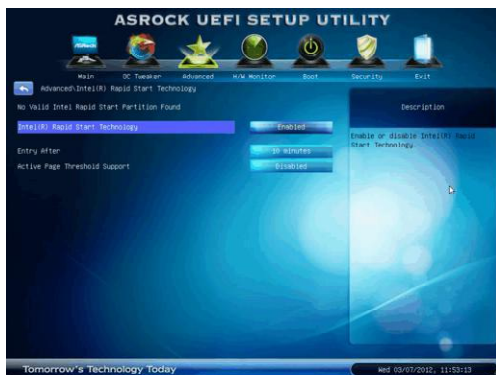 ASROCK UEFI SETUP UTILITY
ASRock
Main
OC Tweaker
Advanced
H/W Monitor
Boot
Security
Exit
Advanced\Intel(R) Rapid Start Technology
No Valid Intel Rapid Start Partition Found
Description
Intel(R) Rapid Start Technology Enabled
Enable or disable Intel(R) Rapid
Start Technology.
Entry After 10 minutes
Active Page Threshold Support Disabled
Tomorrow's Technology Today
Wed 03/07/2012, 11:53:13